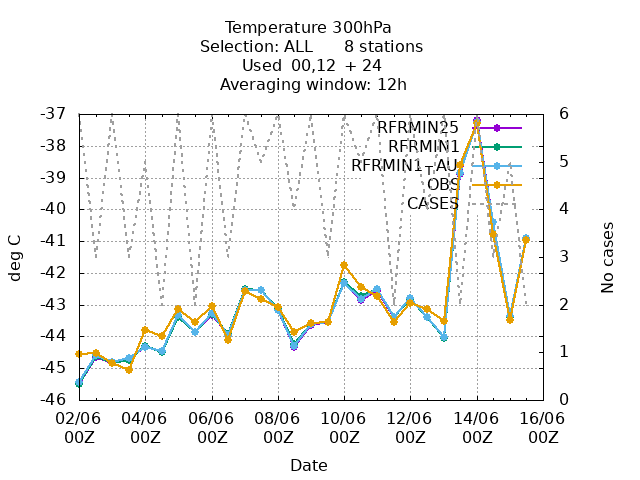 Temperature 300hPa
Selection: ALL 8 stations
Used 00,12 + 24
Averaging window: 12h
-37
-38
-39
-40
-41
-42
-43
-44
-45
-46
6
5
4
3
2
1
0
deg C
No cases
RFRMIN25
RFRMIN1
RFRMIN1TAU
OBS
CASES
02/06 04/06 06/06 08/06 10/06 12/06 14/06 16/06
00Z 00Z 00Z 00Z 00Z 00Z 00Z 00Z
Date